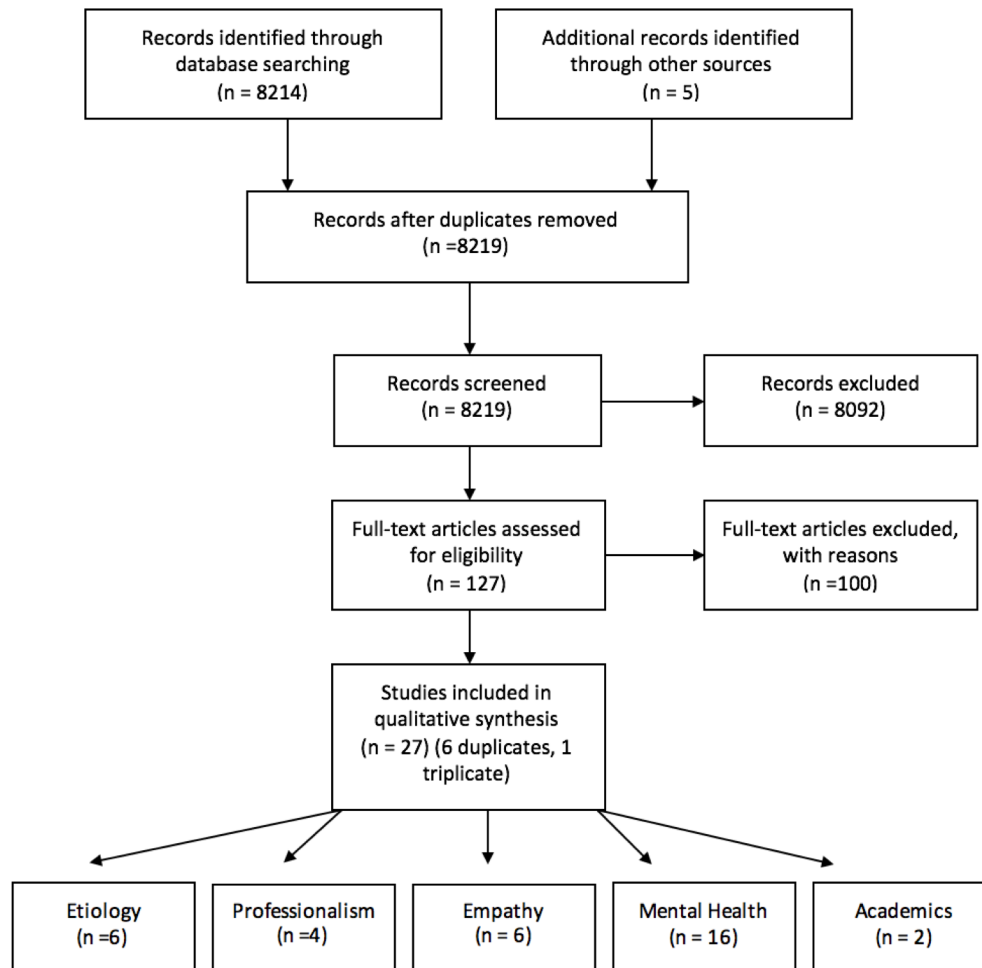 Records identified through
database searching
(n = 8214)
Additional records identified
through other sources
(n = 5)
Records after duplicates removed
(n =8219)
Records screened
(n = 8219)
Records excluded
(n = 8092)
Full-text articles assessed
for eligibility
(n = 127)
Full-text articles excluded,
with reasons
(n =100)
Studies included in
qualitative synthesis
(n = 27) (6 duplicates, 1
triplicate)
Etiology
(n =6)
Professionalism
(n =4)
Empathy
(n = 6)
Mental Health
(n = 16)
Academics
(n = 2)